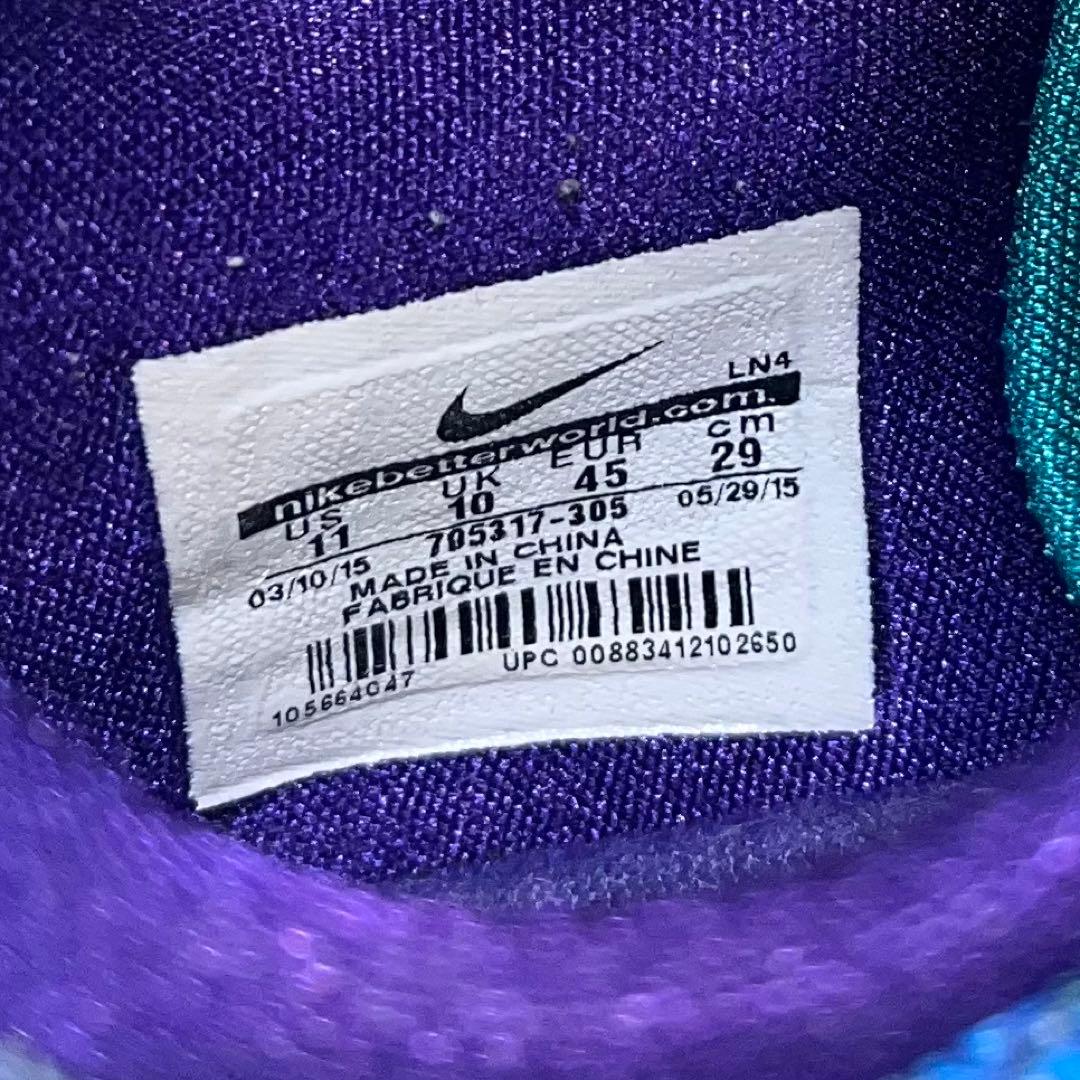 LN4
nikebetterworld.com.
US UK EUR cm
11 10 45 29
03/10/15 705317-305 05/29/15
MADE IN CHINA
FABRIQUE EN CHINE
UPC 00883412102650
105664047